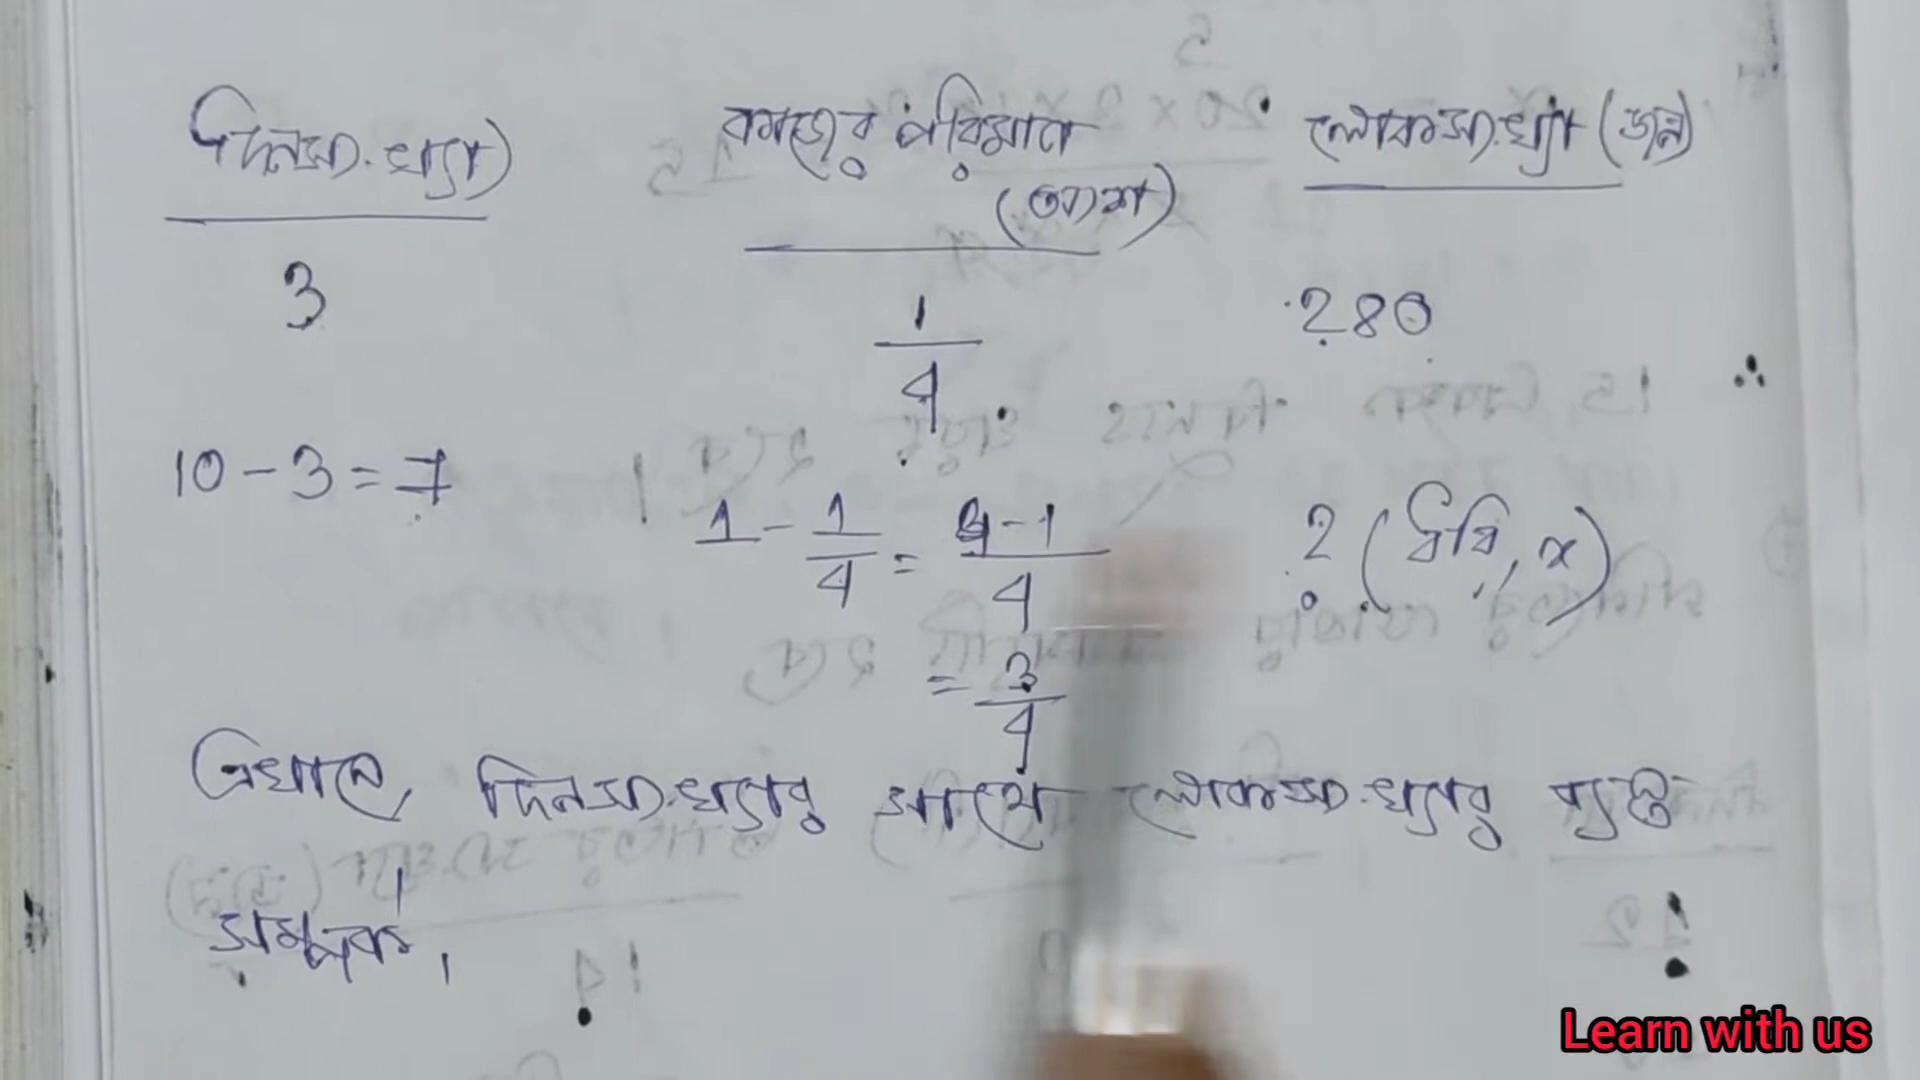 দিনসংখ্যা কাজের পরিমান লোকসংখ্যা (জন)
(অংশ)
3 1/4 280
10 - 3 = 7 1 - 1/4 = 4-1/4 ? (ধরি, x)
= 3/4
এখানে, দিনসংখ্যার সাথে লোকসংখ্যার ব্যস্ত
সম্পর্ক,
Learn with us